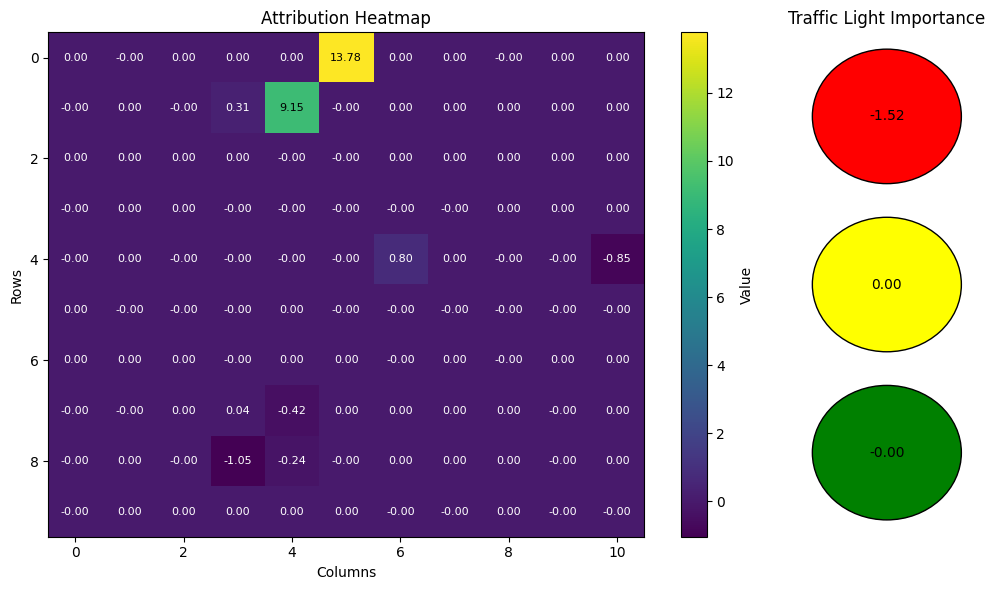 Attribution Heatmap
Traffic Light Importance
0
0.00 -0.00 0.00 0.00 0.00 13.78 0.00 0.00 -0.00 0.00 0.00
-0.00 0.00 -0.00 0.31 9.15 -0.00 0.00 0.00 0.00 0.00 0.00
2
0.00 0.00 0.00 0.00 -0.00 -0.00 0.00 0.00 0.00 0.00 0.00
-0.00 0.00 0.00 -0.00 -0.00 -0.00 -0.00 -0.00 0.00 0.00 0.00
4
-0.00 0.00 -0.00 -0.00 -0.00 -0.00 0.80 0.00 -0.00 -0.00 -0.85
0.00 -0.00 -0.00 -0.00 0.00 -0.00 -0.00 -0.00 -0.00 -0.00 -0.00
6
0.00 0.00 0.00 -0.00 0.00 -0.00 0.00 0.00 0.00 -0.00 0.00
-0.00 -0.00 0.00 0.04 -0.42 0.00 0.00 -0.00 0.00 -0.00 0.00
8
-0.00 0.00 -0.00 -1.05 -0.24 -0.00 0.00 -0.00 0.00 -0.00 0.00
-0.00 0.00 -0.00 0.00 0.00 0.00 -0.00 -0.00 0.00 -0.00 -0.00
Rows
0 2 4 6 8 10
Columns
12
10
8
6
4
2
0
Value
-1.52
0.00
-0.00